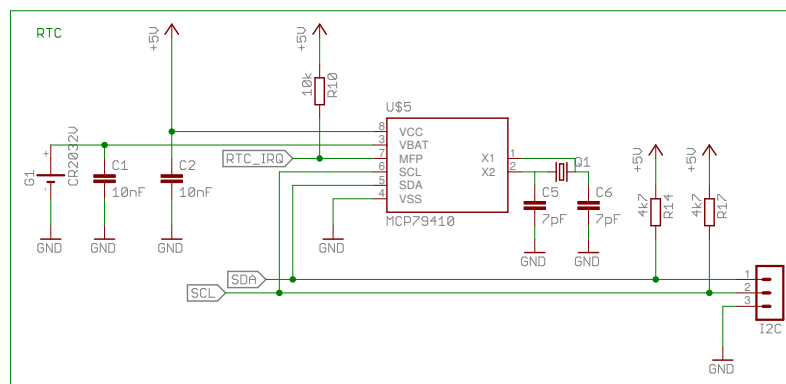 RTC
+5V
+5V
10k
R10
U$5
8
VCC
3
VBAT
7
MFP
6
SCL
5
SDA
4
VSS
X1
1
X2
2
MCP79410
RTC_IRQ
G1
+
-
CR2032V
C1
10nF
C2
10nF
Q1
C5
7pF
C6
7pF
+5V
+5V
4k7
R14
4k7
R17
GND
GND
GND
GND
GND
GND
SDA
SCL
1
2
3
I2C
GND